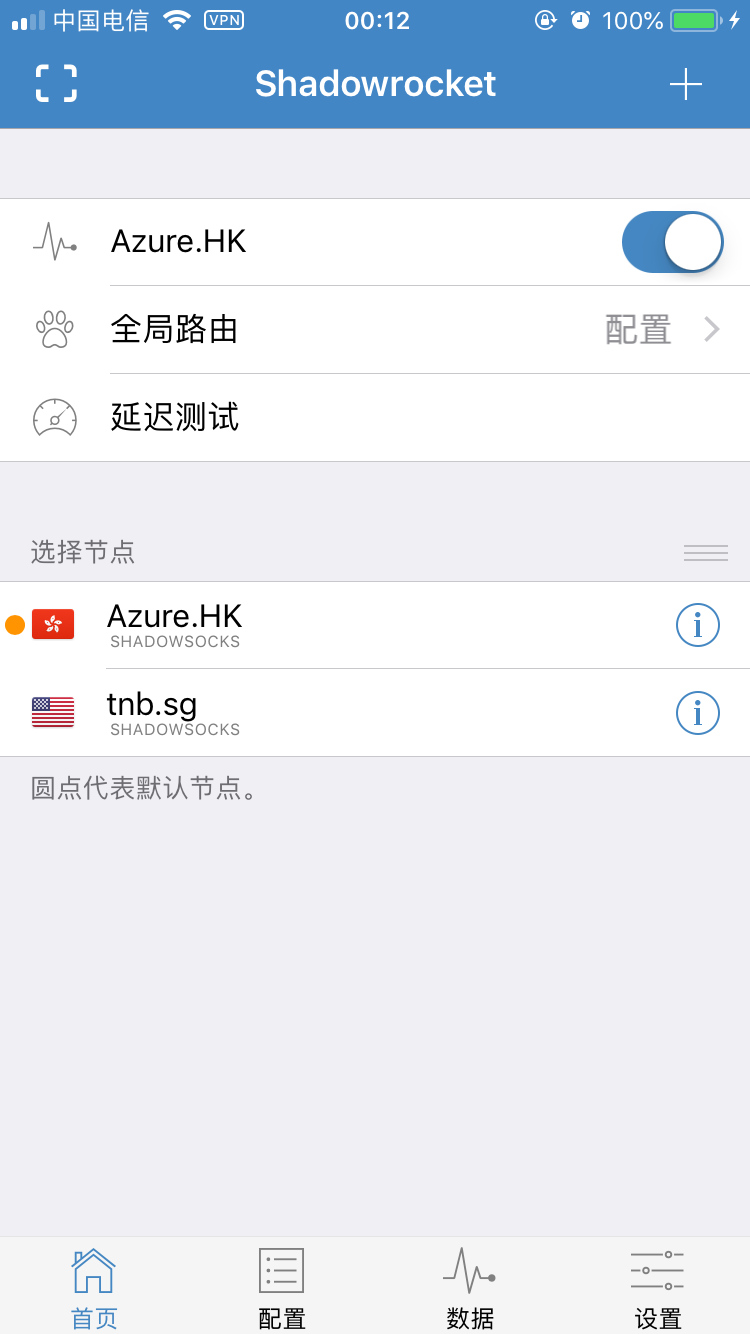 中国电信 VPN 00:12 100%
Shadowrocket
Azure.HK
全局路由 配置
延迟测试
选择节点
Azure.HK
SHADOWSOCKS
tnb.sg
SHADOWSOCKS
圆点代表默认节点。
首页 配置 数据 设置